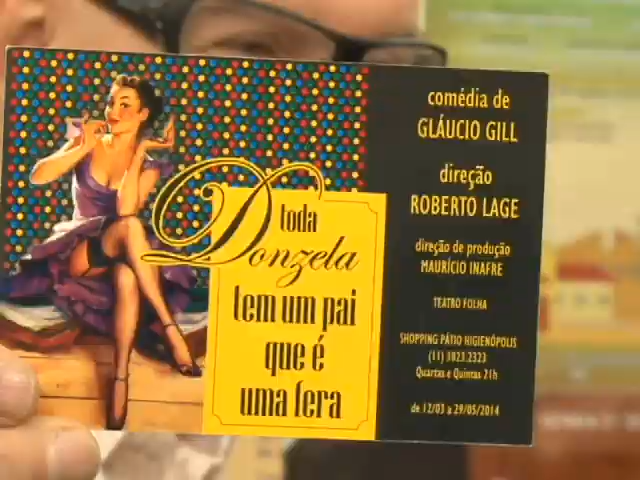 toda
Donzela
tem um pai
que é
uma fera
comédia de
GLÁUCIO GILL
direção
ROBERTO LAGE
direção de produção
MAURÍCIO INAFRE
TEATRO FOLHA
SHOPPING PÁTIO HIGIENÓPOLIS
(11) 3823.2323
Quartas e Quintas 21h
de 12/03 a 29/05/2014